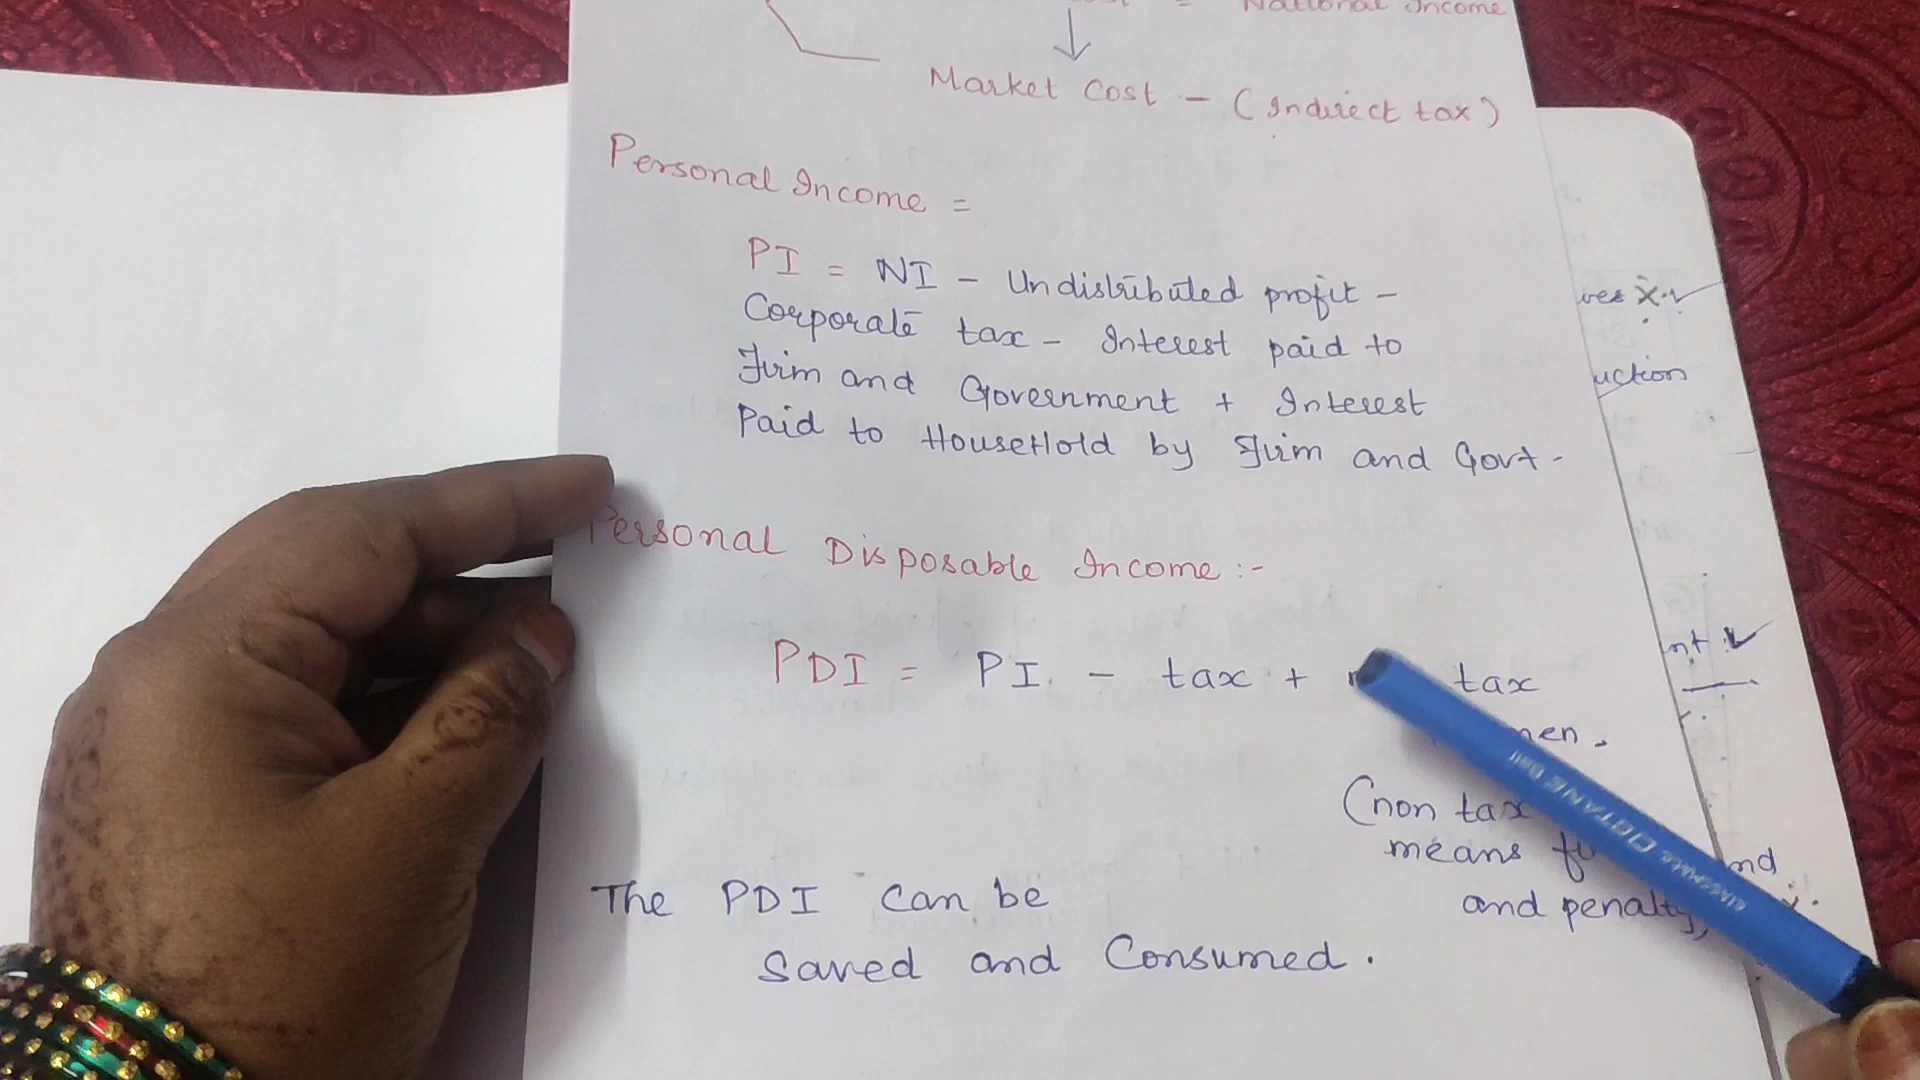 = National Income
Market Cost - (Indirect tax)
Personal Income =
PI = NI - Undistributed profit -
Corporate tax - Interest paid to
Firm and Government + Interest
Paid to HouseHold by Firm and Govt.
Personal Disposable Income :-
PDI = PI. - tax + tax
(non tax
means
and penalty,
The PDI can be
Saved and Consumed.
OCTANE Gel